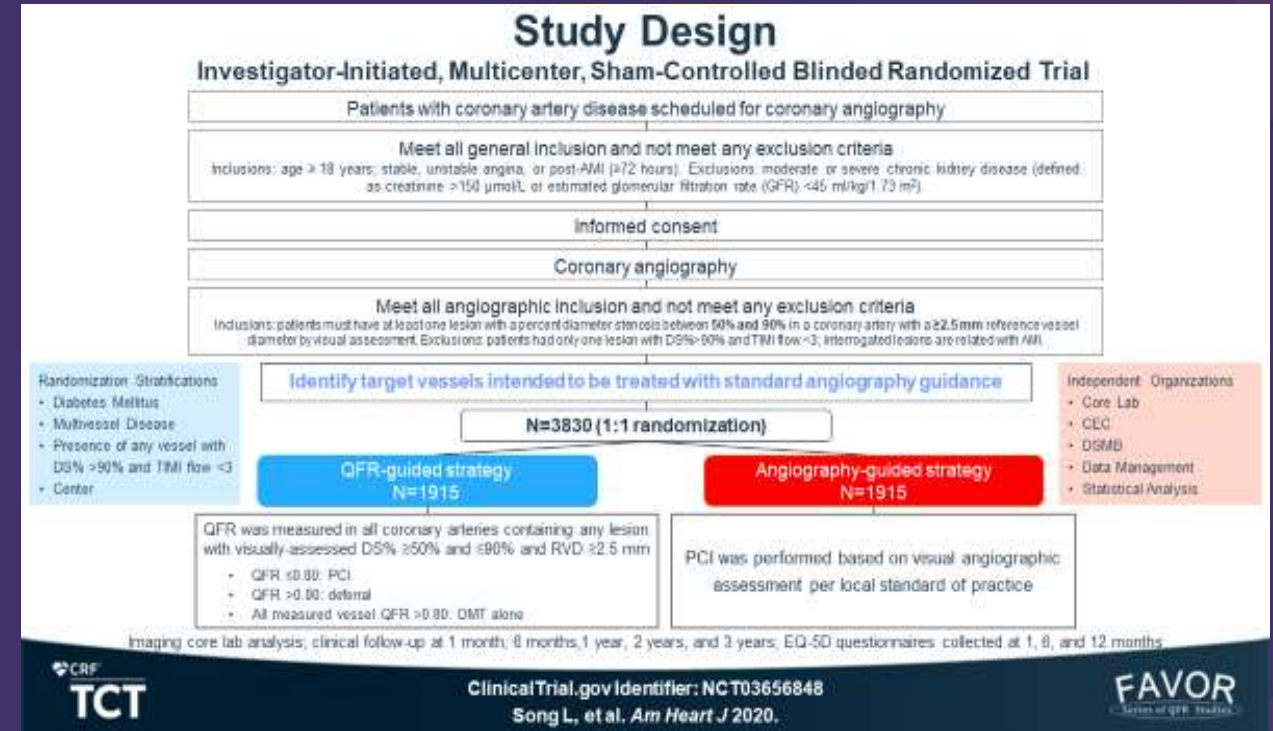 Study Design
Investigator-Initiated, Multicenter, Sham-Controlled Blinded Randomized Trial
Patients with coronary artery disease scheduled for coronary angiography
Meet all general inclusion and not meet any exclusion criteria
Inclusions: age ≥ 18 years; stable, unstable angina, or post-AMI (≥72 hours). Exclusions: moderate or severe chronic kidney disease (defined
as creatinine >150 µmol/L or estimated glomerular filtration rate (GFR) <45 ml/kg/1.73 m²).
Informed consent
Coronary angiography
Meet all angiographic inclusion and not meet any exclusion criteria
Inclusions: patients must have at least one lesion with a percent diameter stenosis between 50% and 90% in a coronary artery with a ≥2.5 mm reference vessel
diameter by visual assessment. Exclusions: patients had only one lesion with DS%>90% and TIMI flow <3; interrogated lesions are related with AMI.
Randomization Stratifications
• Diabetes Mellitus
• Multivessel Disease
• Presence of any vessel with
DS% >90% and TIMI flow <3
• Center
Identify target vessels intended to be treated with standard angiography guidance
N=3830 (1:1 randomization)
Independent Organizations
• Core Lab
• CEC
• DSMB
• Data Management
• Statistical Analysis
QFR-guided strategy
N=1915
Angiography-guided strategy
N=1915
QFR was measured in all coronary arteries containing any lesion
with visually-assessed DS% ≥50% and ≤90% and RVD ≥2.5 mm
• QFR ≤0.80: PCI
• QFR >0.80: deferral
• All measured vessel QFR >0.80: OMT alone
PCI was performed based on visual angiographic
assessment per local standard of practice
Imaging core lab analysis; clinical follow-up at 1 month, 6 months, 1 year, 2 years, and 3 years; EQ-5D questionnaires collected at 1, 6, and 12 months
CRF
TCT
ClinicalTrial.gov Identifier: NCT03656848
Song L, et al. Am Heart J 2020.
FAVOR
Series of QFR Studies